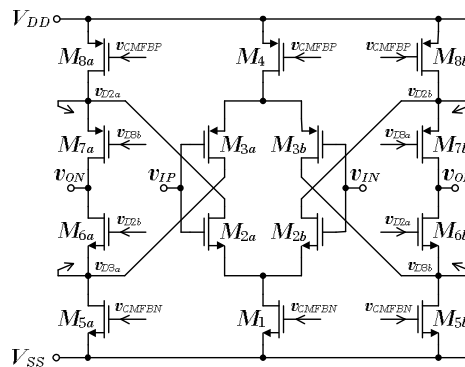 V_DD
M_8a v_CMFBP M_4 v_CMFBP v_CMFBP M_8b
v_D2a v_D2b
M_7a v_D8b M_3a M_3b v_D3a M_7b
v_ON v_IP v_IN
M_6a v_D2b M_2a M_2b v_D2a M_6b
v_D3a v_D3b
M_5a v_CMFBN M_1 v_CMFBN v_CMFBN M_5b
V_SS